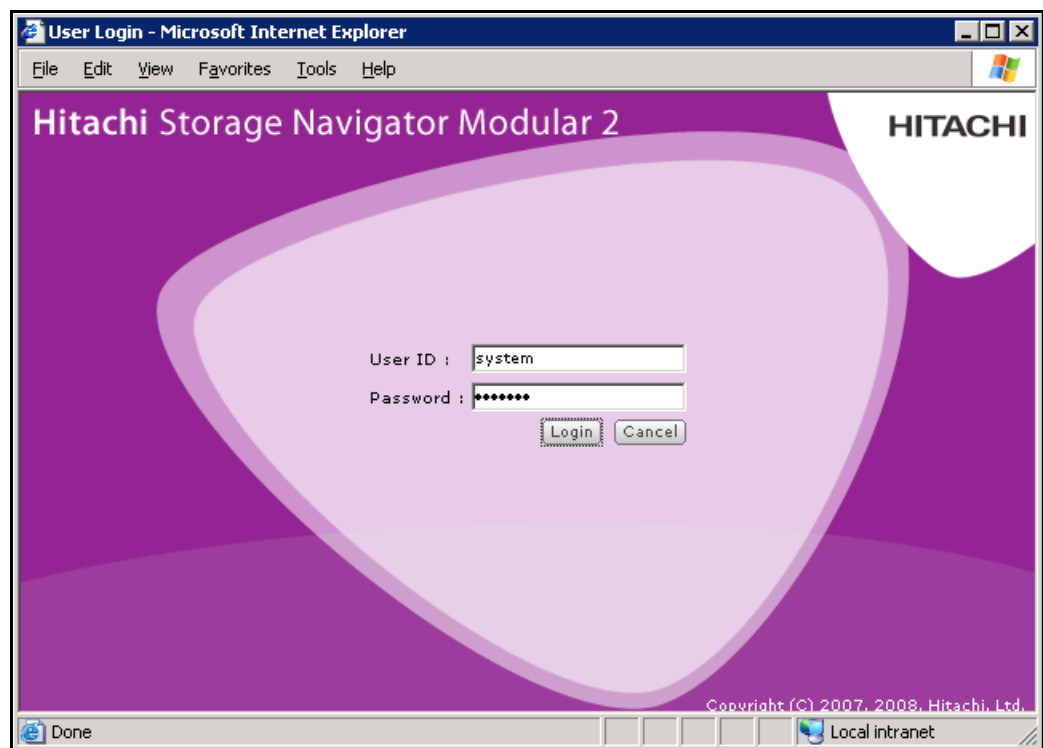 User Login - Microsoft Internet Explorer
File Edit View Favorites Tools Help
Hitachi Storage Navigator Modular 2
HITACHI
User ID : system
Password : •••••••
Login Cancel
Copyright (C) 2007, 2008, Hitachi, Ltd.
Done Local intranet